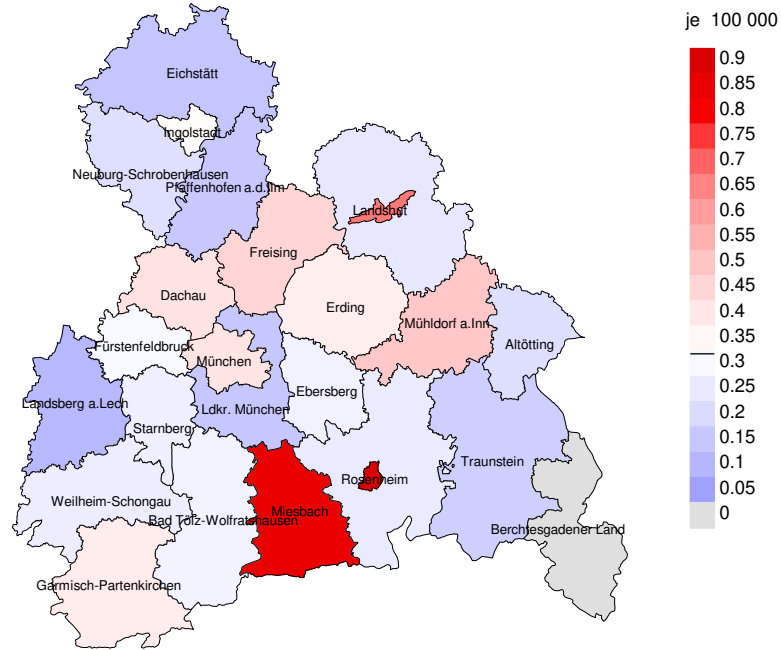 je 100 000
0.9
0.85
0.8
0.75
0.7
0.65
0.6
0.55
0.5
0.45
0.4
0.35
0.3
0.25
0.2
0.15
0.1
0.05
0
Eichstätt
Ingolstadt
Neuburg-Schrobenhausen
Pfaffenhofen a.d.Ilm
Landshut
Freising
Dachau
Erding
Mühldorf a.Inn
Fürstenfeldbruck
München
Altötting
Ebersberg
Landsberg a.Lech
Ldkr. München
Starnberg
Traunstein
Rosenheim
Weilheim-Schongau
Miesbach
Bad Tölz-Wolfratshausen
Berchtesgadener Land
Garmisch-Partenkirchen